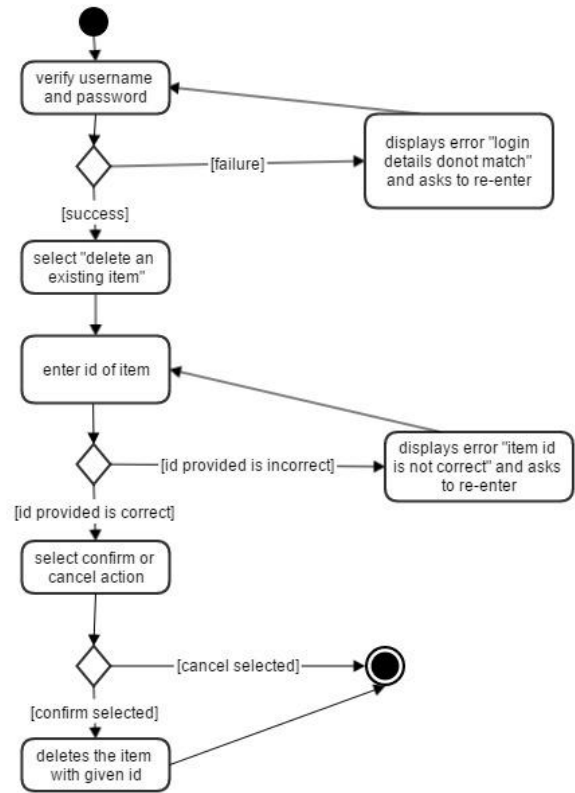 verify username
and password
[failure]
displays error "login
details donot match"
and asks to re-enter
[success]
select "delete an
existing item"
enter id of item
[id provided is incorrect]
displays error "item id
is not correct" and asks
to re-enter
[id provided is correct]
select confirm or
cancel action
[cancel selected]
[confirm selected]
deletes the item
with given id